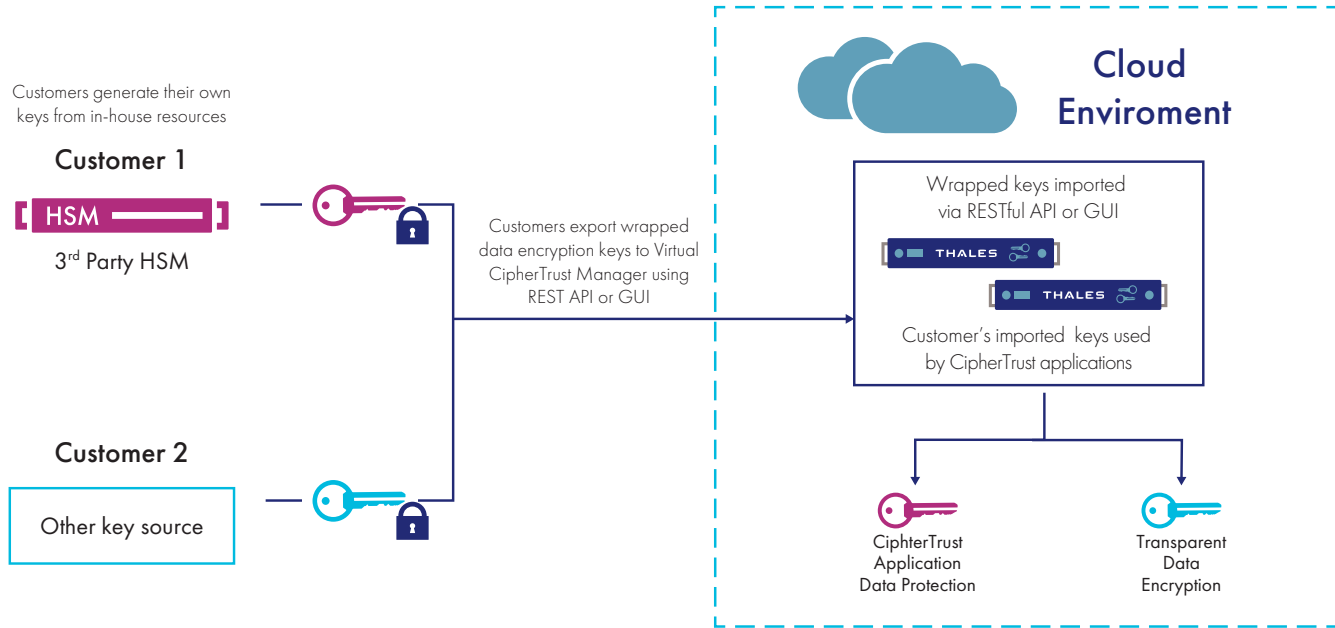 Customers generate their own
keys from in-house resources
Customer 1
HSM
3rd Party HSM
Customer 2
Other key source
Customers export wrapped
data encryption keys to Virtual
CipherTrust Manager using
REST API or GUI
Cloud
Enviroment
Wrapped keys imported
via RESTful API or GUI
THALES
THALES
Customer’s imported keys used
by CipherTrust applications
CiphterTrust
Application
Data Protection
Transparent
Data
Encryption